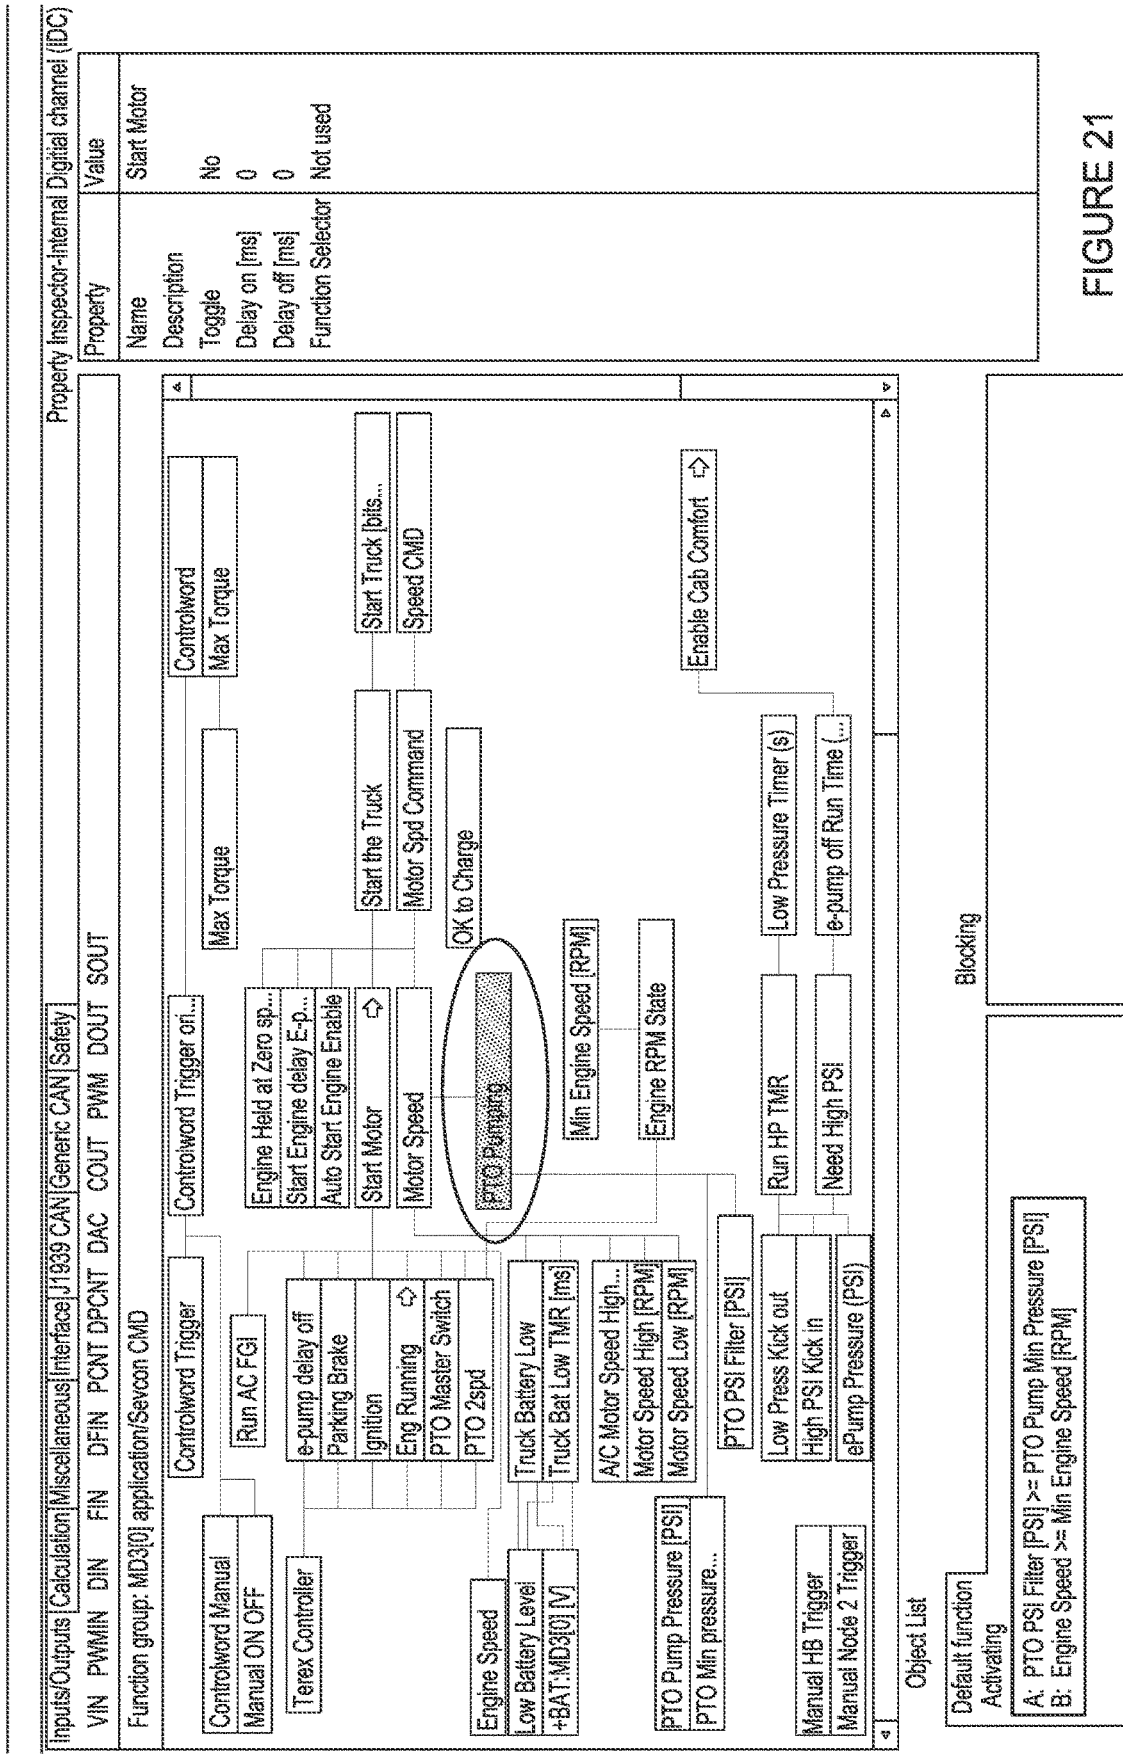 Inputs/Outputs Calculation Miscellaneous Interface J1939 CAN Generic CAN Safety
VIN PWMIN DIN FIN DFIN PCNT DPCNT DAC COUT PWM DOUT SOUT
Function group: MD3[0] application/Sevcon CMD
Controlword Manual
Manual ON OFF
Controlword Trigger
Controlword Trigger ori...
Controlword
Max Torque
Max Torque
Run AC FGI
Terex Controller
e-pump delay off
Parking Brake
Ignition
Eng Running
PTO Master Switch
PTO 2spd
Engine Held at Zero sp...
Start Engine delay E-p...
Auto Start Engine Enable
Start Motor
Motor Speed
Start the Truck
Motor Spd Command
Start Truck [bits...
Speed CMD
OK to Charge
PTO Pumping
Engine Speed
Low Battery Level
+BAT:MD3[0] [V]
Truck Battery Low
Truck Bat Low TMR [ms]
A/C Motor Speed High...
Motor Speed High [RPM]
Motor Speed Low [RPM]
Min Engine Speed [RPM]
Engine RPM State
PTO Pump Pressure [PSI]
PTO Min pressure...
PTO PSI Filter [PSI]
Enable Cab Comfort
Low Press Kick out
High PSI Kick in
ePump Pressure (PSI)
Run HP TMR
Need High PSI
Low Pressure Timer (s)
e-pump off Run Time (...
Manual HB Trigger
Manual Node 2 Trigger
Object List
Default function
Activating
Blocking
A: PTO PSI Filter [PSI] >= PTO Pump Min Pressure [PSI]
B: Engine Speed >= Min Engine Speed [RPM]
Property Inspector-Internal Digitial channel (IDC)
Property Value
Name Start Motor
Description
Toggle No
Delay on [ms] 0
Delay off [ms] 0
Function Selector Not used
FIGURE 21